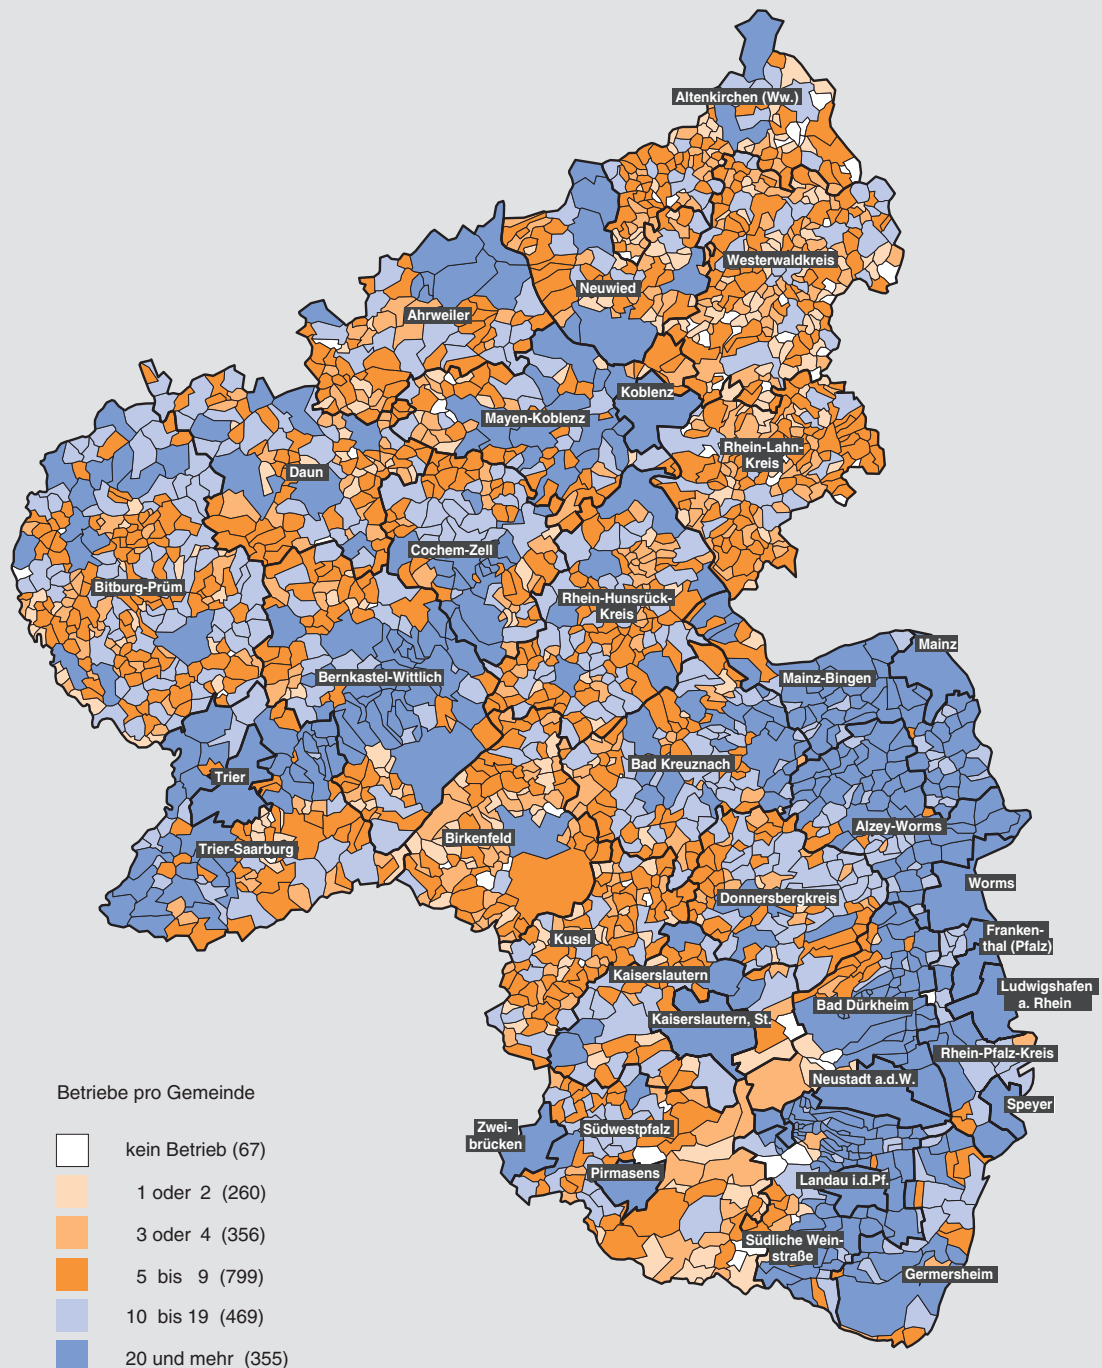 Altenkirchen (Ww.)
Westerwaldkreis
Neuwied
Ahrweiler
Koblenz
Mayen-Koblenz
Rhein-Lahn-
Kreis
Daun
Cochem-Zell
Bitburg-Prüm
Rhein-Hunsrück-
Kreis
Mainz
Bernkastel-Wittlich
Mainz-Bingen
Bad Kreuznach
Trier
Alzey-Worms
Birkenfeld
Trier-Saarburg
Worms
Donnersbergkreis
Franken-
thal (Pfalz)
Kusel
Kaiserslautern
Ludwigshafen
a. Rhein
Bad Dürkheim
Kaiserslautern, St.
Rhein-Pfalz-Kreis
Neustadt a.d.W.
Speyer
Zwei-
brücken
Südwestpfalz
Pirmasens
Landau i.d.Pf.
Südliche Wein-
straße
Germersheim
Betriebe pro Gemeinde
kein Betrieb (67)
1 oder 2 (260)
3 oder 4 (356)
5 bis 9 (799)
10 bis 19 (469)
20 und mehr (355)